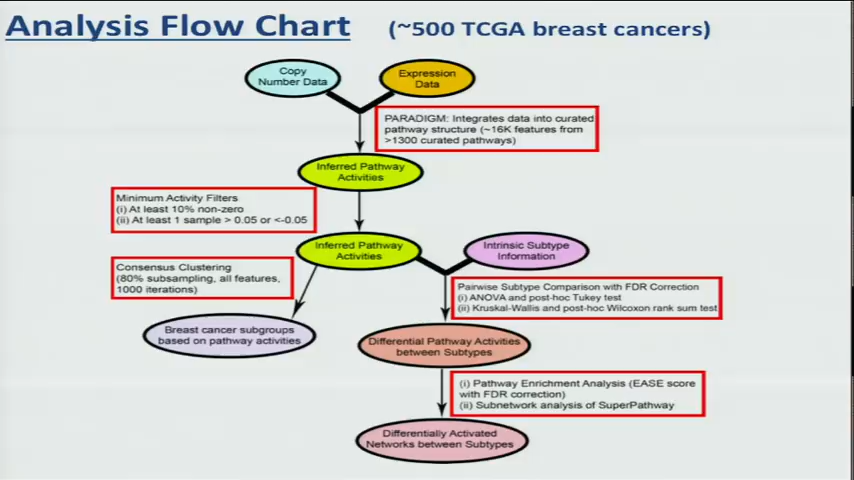 Analysis Flow Chart (~500 TCGA breast cancers)
Copy
Number Data
Expression
Data
PARADIGM: Integrates data into curated
pathway structure (~16K features from
>1300 curated pathways)
Inferred Pathway
Activities
Minimum Activity Filters
(i) At least 10% non-zero
(ii) At least 1 sample > 0.05 or <-0.05
Inferred Pathway
Activities
Intrinsic Subtype
Information
Consensus Clustering
(80% subsampling, all features,
1000 iterations)
Pairwise Subtype Comparison with FDR Correction
(i) ANOVA and post-hoc Tukey test
(ii) Kruskal-Wallis and post-hoc Wilcoxon rank sum test
Breast cancer subgroups
based on pathway activities
Differential Pathway Activities
between Subtypes
(i) Pathway Enrichment Analysis (EASE score
with FDR correction)
(ii) Subnetwork analysis of SuperPathway
Differentially Activated
Networks between Subtypes